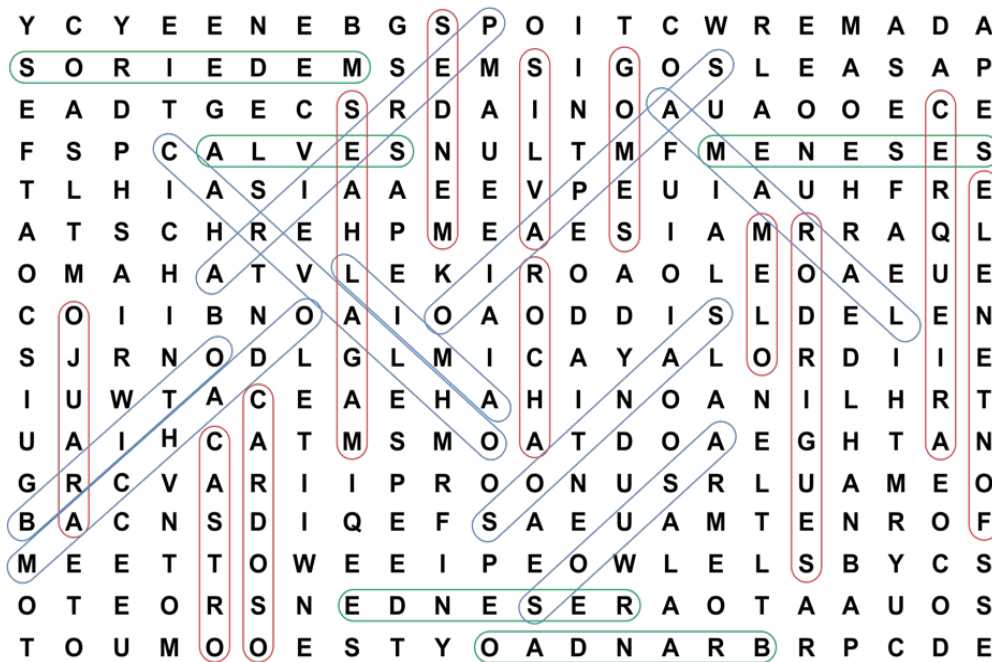 Y C Y E E N E B G S P O I T C W R E M A D A
S O R I E D E M S E M S I G O S L E A S A P
E A D T G E C S R D A I N O A U A O O E C E
F S P C A L V E S N U L T M F M E N E S E S
T L H I A S I A A E E V P E U I A U H F R E
A T S C H R E H P M E A E S I A M R R A Q L
O M A H A T V L E K I R O A O L E O A E U E
C O I I B N O A I O A O D D I S L D E L E N
S J R N O D L G L M I C A Y A L O R D I I E
I U W T A C E A E H A H I N O A N I L H R T
U A I H C A T M S M O A T D O A E G H T A N
G R C V A R I I P R O O N U S R L U A M E O
B A C N S D I Q E F S A E U A M T E N R O F
M E E T T O W E E I P E O W L E L S B Y C S
O T E O R S N E D N E S E R A O T A A U O S
T O U M O O E S T Y O A D N A R B R P C D E